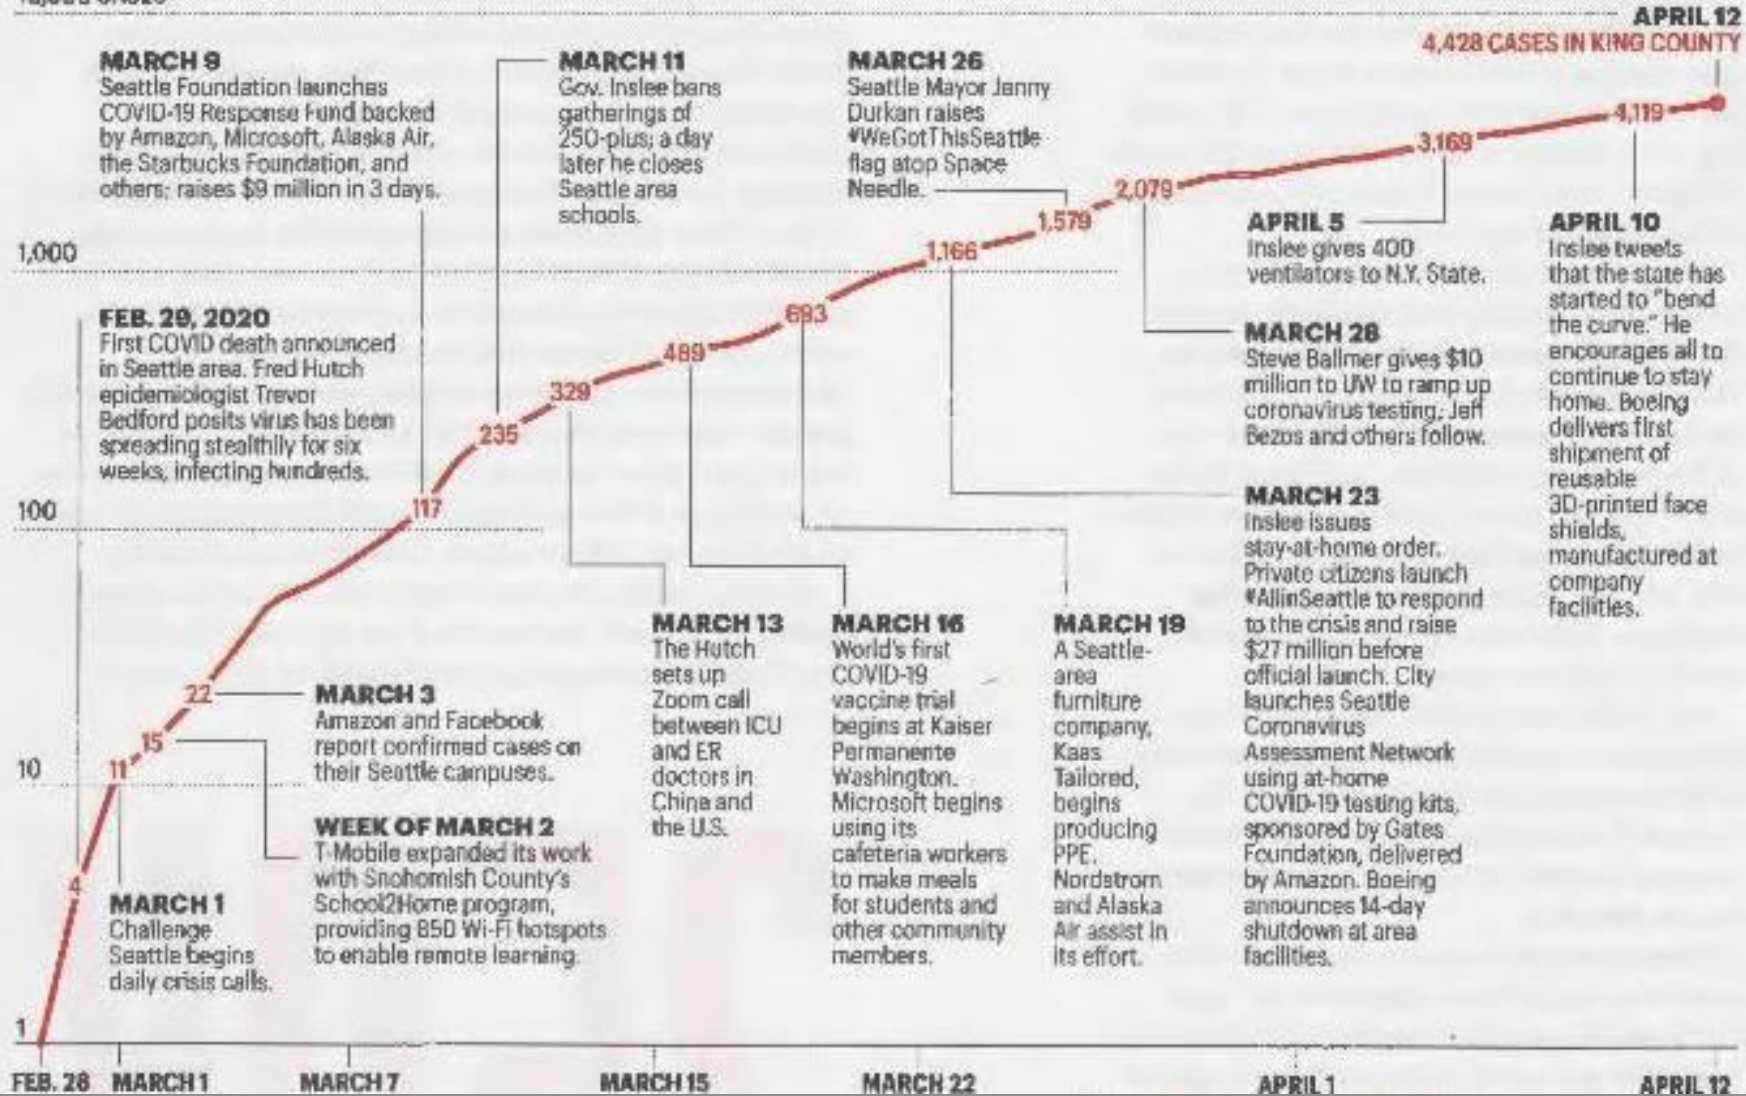 APRIL 12
4,428 CASES IN KING COUNTY
MARCH 9
Seattle Foundation launches
COVID-19 Response Fund backed
by Amazon, Microsoft, Alaska Air,
the Starbucks Foundation, and
others; raises $9 million in 3 days.
MARCH 11
Gov. Inslee bans
gatherings of
250-plus; a day
later he closes
Seattle area
schools.
MARCH 26
Seattle Mayor Jenny
Durkan raises
#WeGotThisSeattle
flag atop Space
Needle.
4,119
3,169
2,079
1,579
1,166
693
489
329
235
117
22
15
11
4
1,000
100
10
1
APRIL 5
Inslee gives 400
ventilators to N.Y. State.
APRIL 10
Inslee tweets
that the state has
started to "bend
the curve." He
encourages all to
continue to stay
home. Boeing
delivers first
shipment of
reusable
3D-printed face
shields,
manufactured at
company
facilities.
FEB. 29, 2020
First COVID death announced
in Seattle area. Fred Hutch
epidemiologist Trevor
Bedford posits virus has been
spreading stealthily for six
weeks, infecting hundreds.
MARCH 28
Steve Ballmer gives $10
million to UW to ramp up
coronavirus testing; Jeff
Bezos and others follow.
MARCH 23
Inslee issues
stay-at-home order.
Private citizens launch
#AllinSeattle to respond
to the crisis and raise
$27 million before
official launch. City
launches Seattle
Coronavirus
Assessment Network
using at-home
COVID-19 testing kits,
sponsored by Gates
Foundation, delivered
by Amazon. Boeing
announces 14-day
shutdown at area
facilities.
MARCH 13
The Hutch
sets up
Zoom call
between ICU
and ER
doctors in
China and
the U.S.
MARCH 16
World's first
COVID-19
vaccine trial
begins at Kaiser
Permanente
Washington.
Microsoft begins
using its
cafeteria workers
to make meals
for students and
other community
members.
MARCH 19
A Seattle-
area
furniture
company,
Kaas
Tailored,
begins
producing
PPE.
Nordstrom
and Alaska
Air assist in
its effort.
MARCH 3
Amazon and Facebook
report confirmed cases on
their Seattle campuses.
WEEK OF MARCH 2
T-Mobile expanded its work
with Snohomish County's
School2Home program,
providing 850 Wi-Fi hotspots
to enable remote learning.
MARCH 1
Challenge
Seattle begins
daily crisis calls.
FEB. 28
MARCH 1
MARCH 7
MARCH 15
MARCH 22
APRIL 1
APRIL 12